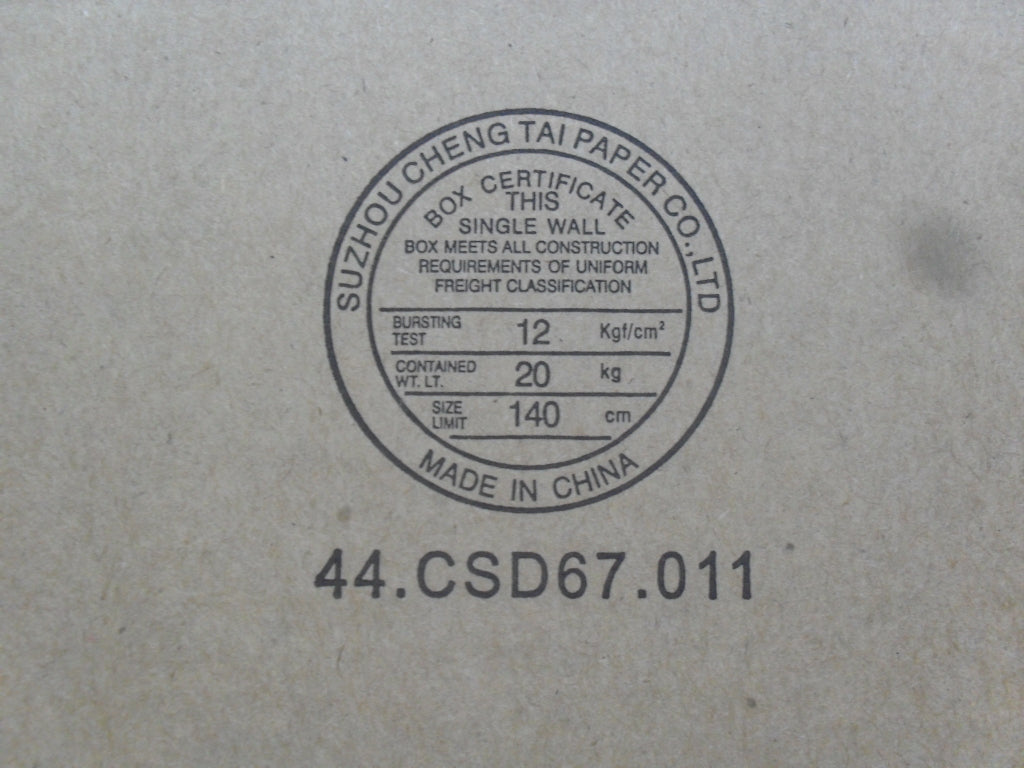 SUZHOU CHENG TAI PAPER CO.,LTD
BOX CERTIFICATE
THIS
SINGLE WALL
BOX MEETS ALL CONSTRUCTION
REQUIREMENTS OF UNIFORM
FREIGHT CLASSIFICATION
BURSTING TEST 12 Kgf/cm²
CONTAINED WT. LT. 20 kg
SIZE LIMIT 140 cm
MADE IN CHINA
44.CSD67.011